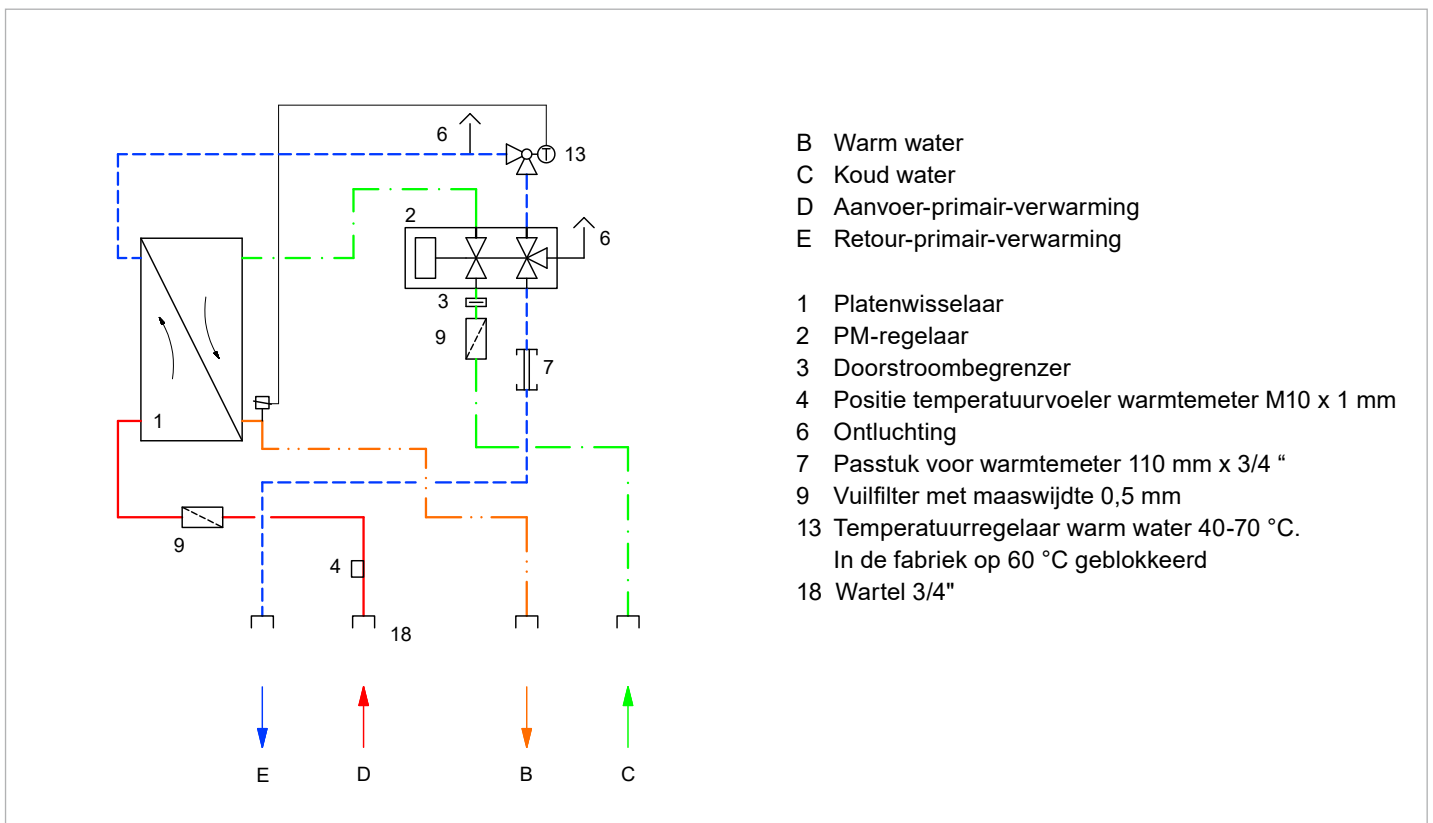 6
13
2
6
3
9
7
1
9
4
18
E D B C
B Warm water
C Koud water
D Aanvoer-primair-verwarming
E Retour-primair-verwarming
1 Platenwisselaar
2 PM-regelaar
3 Doorstroombegrenzer
4 Positie temperatuurvoeler warmtemeter M10 x 1 mm
6 Ontluchting
7 Passtuk voor warmtemeter 110 mm x 3/4 “
9 Vuilfilter met maaswijdte 0,5 mm
13 Temperatuurregelaar warm water 40-70 °C.
In de fabriek op 60 °C geblokkeerd
18 Wartel 3/4"